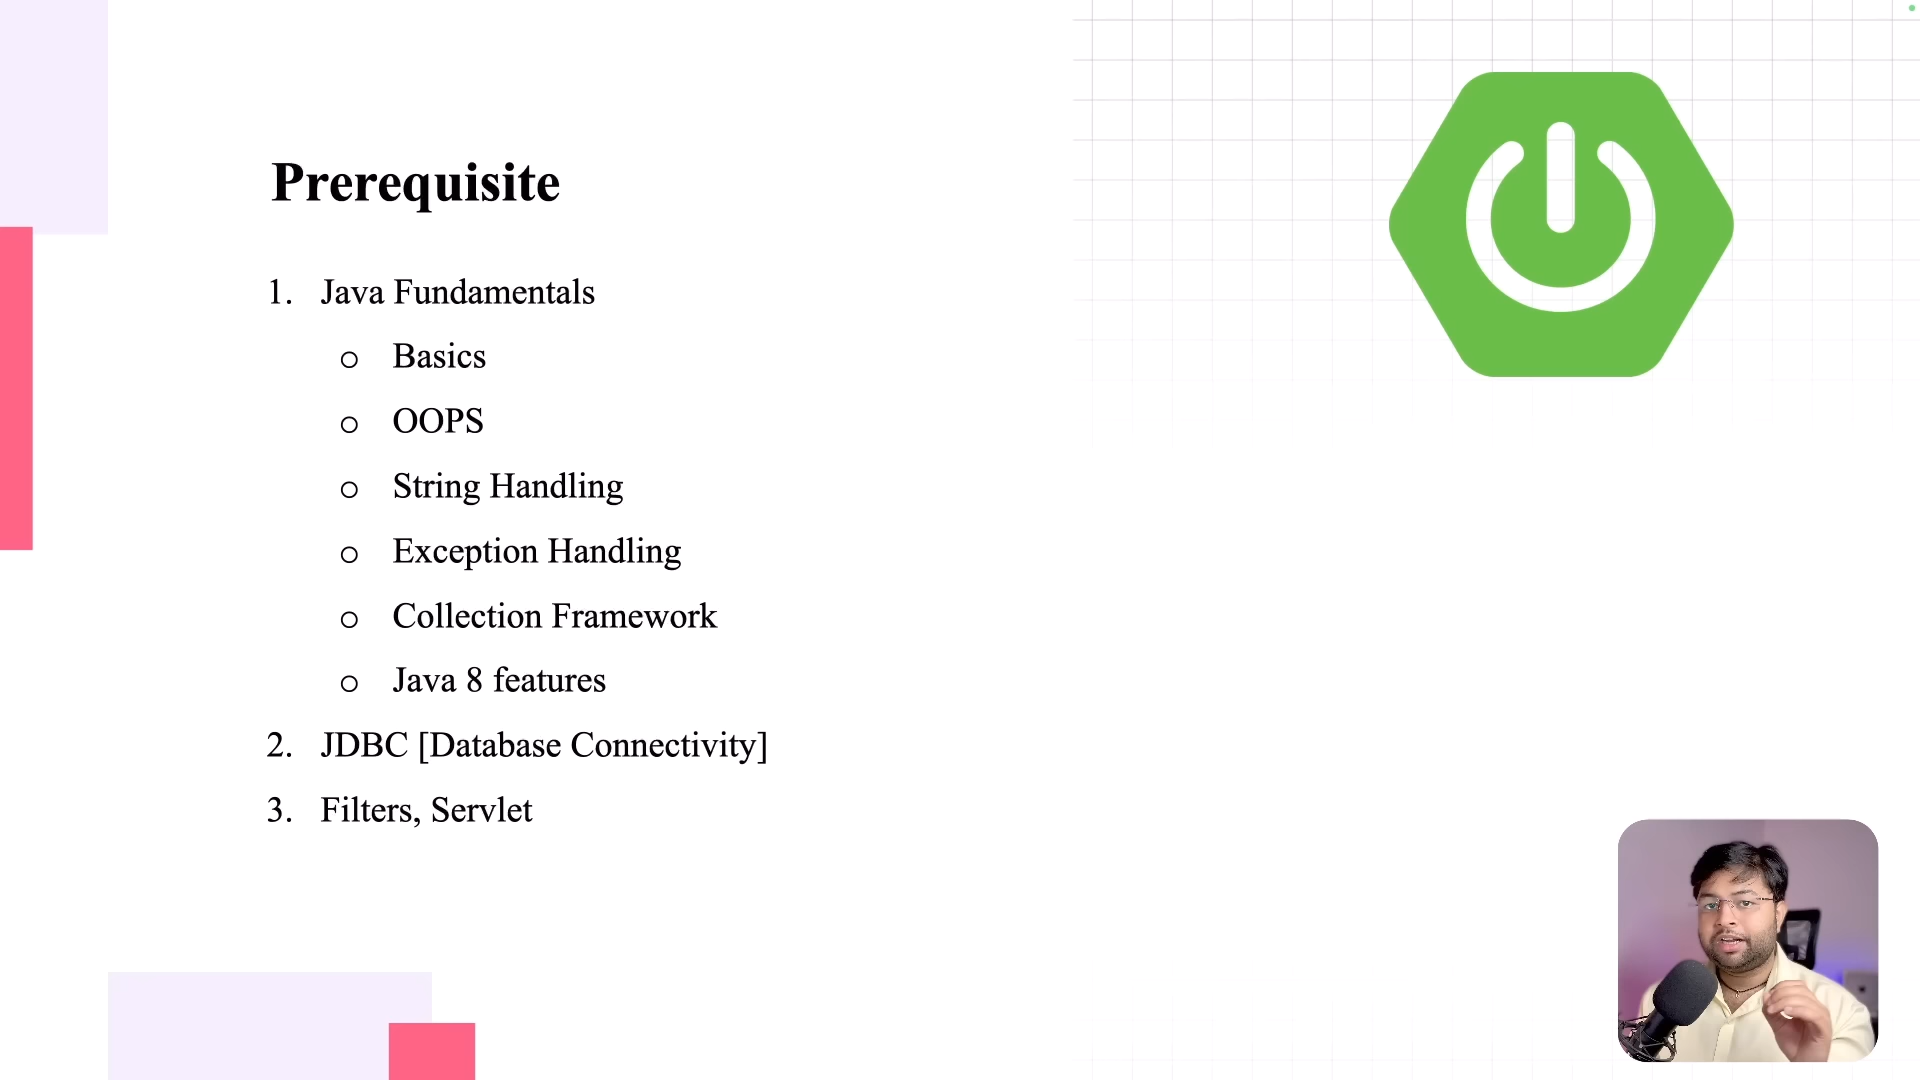 Prerequisite
1. Java Fundamentals
o Basics
o OOPS
o String Handling
o Exception Handling
o Collection Framework
o Java 8 features
2. JDBC [Database Connectivity]
3. Filters, Servlet